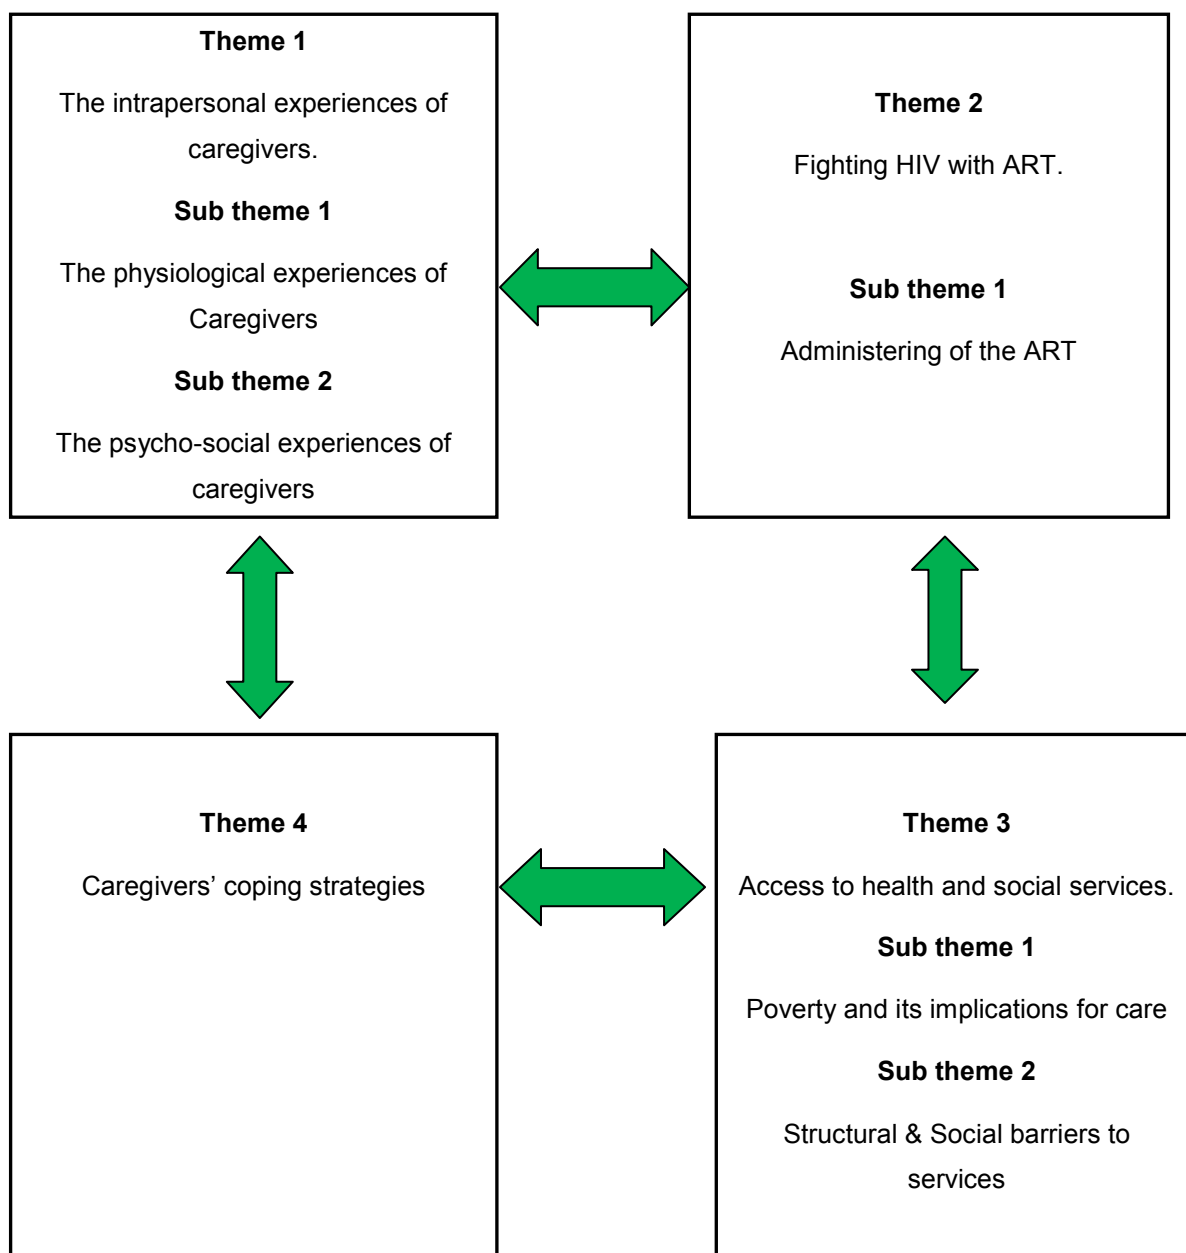 Theme 1
The intrapersonal experiences of
caregivers.
Sub theme 1
The physiological experiences of
Caregivers
Sub theme 2
The psycho-social experiences of
caregivers
Theme 2
Fighting HIV with ART.
Sub theme 1
Administering of the ART
Theme 4
Caregivers’ coping strategies
Theme 3
Access to health and social services.
Sub theme 1
Poverty and its implications for care
Sub theme 2
Structural & Social barriers to
services